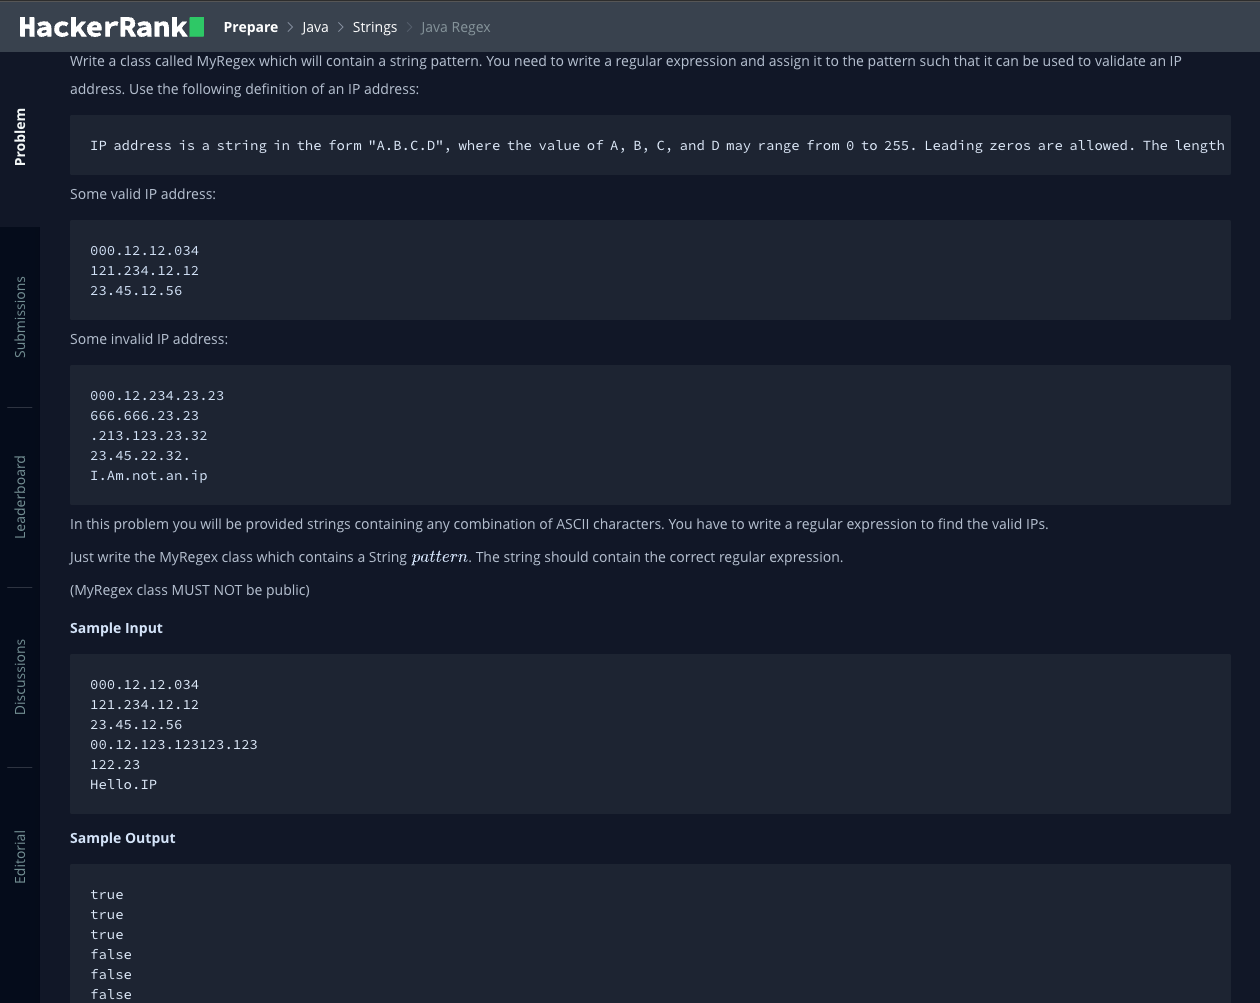 HackerRank Prepare > Java > Strings > Java Regex
Write a class called MyRegex which will contain a string pattern. You need to write a regular expression and assign it to the pattern such that it can be used to validate an IP
address. Use the following definition of an IP address:
IP address is a string in the form "A.B.C.D", where the value of A, B, C, and D may range from 0 to 255. Leading zeros are allowed. The length
Some valid IP address:
000.12.12.034
121.234.12.12
23.45.12.56
Some invalid IP address:
000.12.234.23.23
666.666.23.23
.213.123.23.32
23.45.22.32.
I.Am.not.an.ip
In this problem you will be provided strings containing any combination of ASCII characters. You have to write a regular expression to find the valid IPs.
Just write the MyRegex class which contains a String pattern. The string should contain the correct regular expression.
(MyRegex class MUST NOT be public)
Sample Input
000.12.12.034
121.234.12.12
23.45.12.56
00.12.123.123123.123
122.23
Hello.IP
Sample Output
true
true
true
false
false
false
Problem
Submissions
Leaderboard
Discussions
Editorial